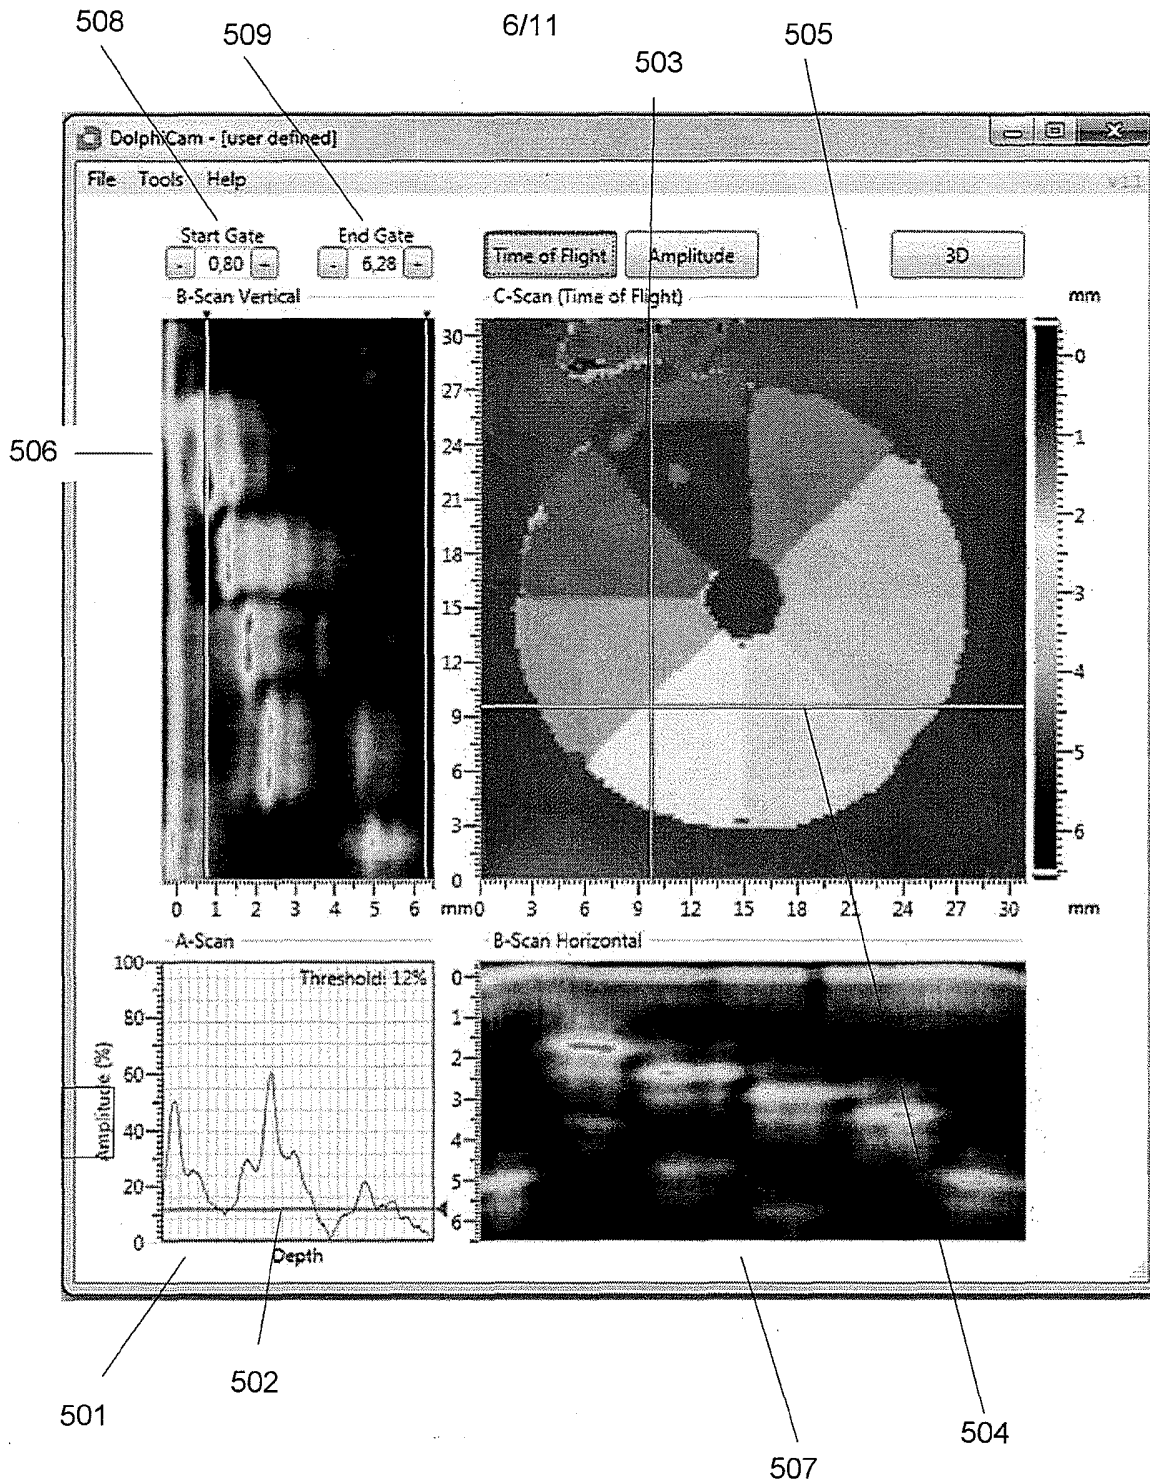 508
509
6/11
505
503
DolphiCam - [user defined]
File Tools Help
Start Gate
End Gate
- 0,80 +
- 6,28 +
Time of Flight
Amplitude
3D
B-Scan Vertical
C-Scan (Time of Flight)
mm
30
27
24
21
18
15
12
9
6
3
0
0
1
2
3
4
5
6
506
0 1 2 3 4 5 6 mm
0 3 6 9 12 15 18 21 24 27 30 mm
A-Scan
B-Scan Horizontal
Threshold: 12%
100
80
60
40
20
0
Amplitude (%)
Depth
0
1
2
3
4
5
6
502
501
504
507